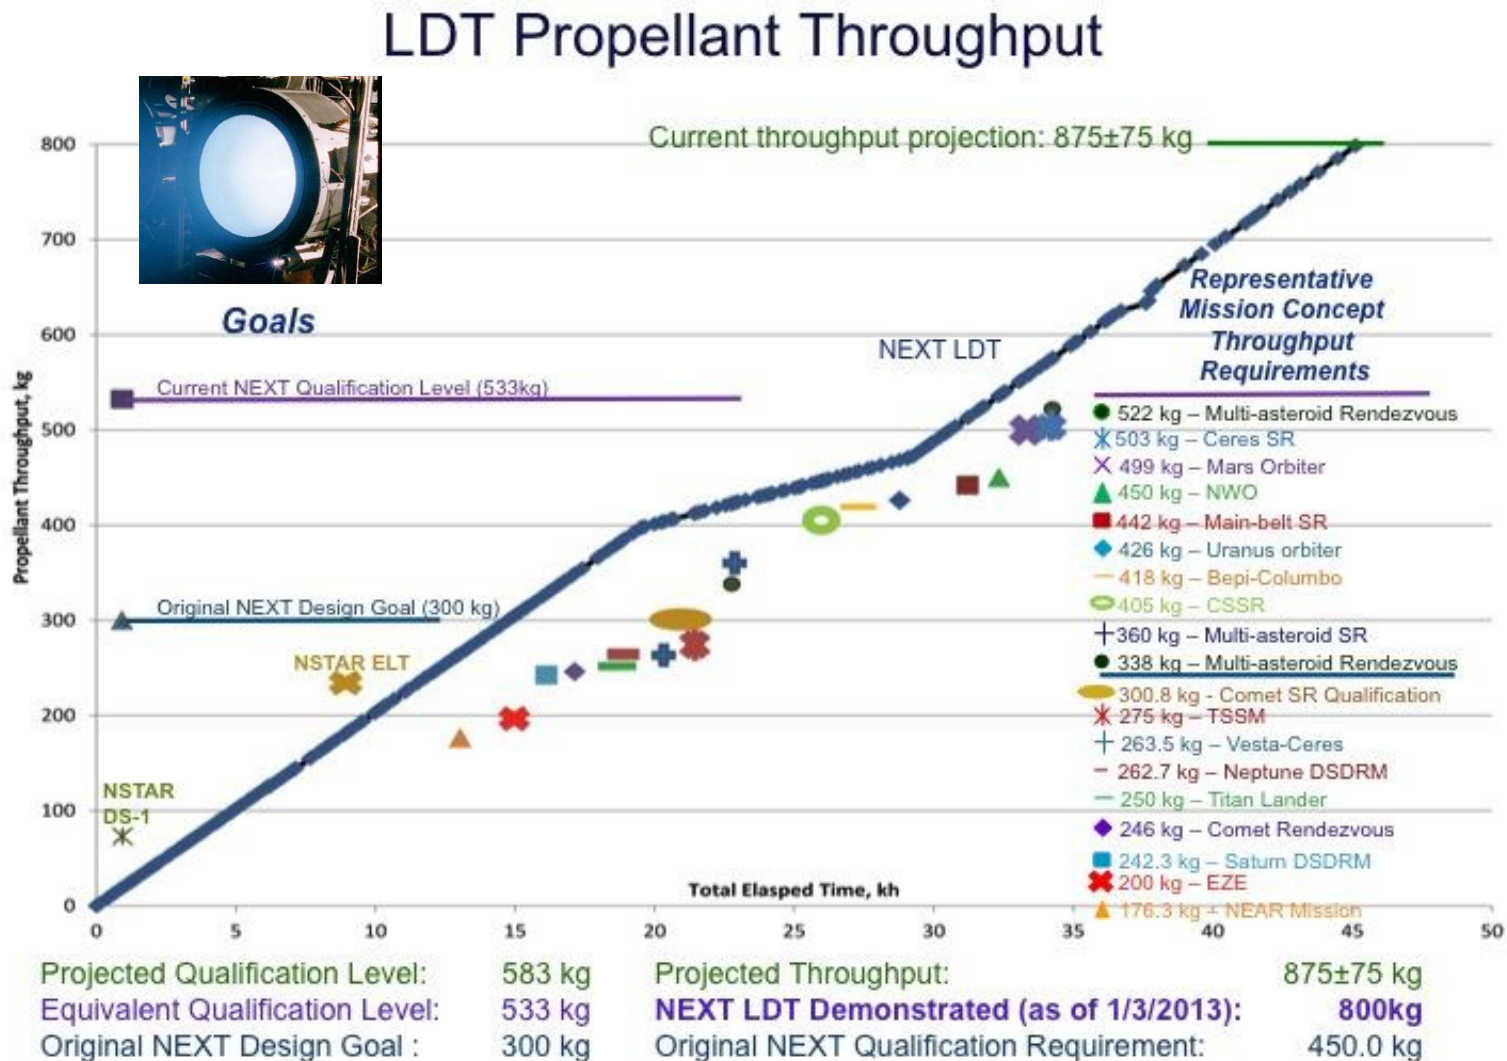 LDT Propellant Throughput
Current throughput projection: 875±75 kg
800
700
600
500
400
300
200
100
0
Propellant Throughput, kg
Goals
Current NEXT Qualification Level (533kg)
Original NEXT Design Goal (300 kg)
NSTAR ELT
NSTAR
DS-1
NEXT LDT
Representative
Mission Concept
Throughput
Requirements
522 kg – Multi-asteroid Rendezvous
503 kg – Ceres SR
499 kg – Mars Orbiter
450 kg – NWO
442 kg – Main-belt SR
426 kg – Uranus orbiter
418 kg – Bepi-Columbo
405 kg – CSSR
360 kg – Multi-asteroid SR
338 kg – Multi-asteroid Rendezvous
300.8 kg - Comet SR Qualification
275 kg – TSSM
263.5 kg – Vesta-Ceres
262.7 kg – Neptune DSDRM
250 kg – Titan Lander
246 kg – Comet Rendezvous
242.3 kg – Saturn DSDRM
200 kg – EZE
176.3 kg – NEAR Mission
Total Elasped Time, kh
0 5 10 15 20 25 30 35 40 45 50
Projected Qualification Level: 583 kg
Equivalent Qualification Level: 533 kg
Original NEXT Design Goal : 300 kg
Projected Throughput: 875±75 kg
NEXT LDT Demonstrated (as of 1/3/2013): 800kg
Original NEXT Qualification Requirement: 450.0 kg